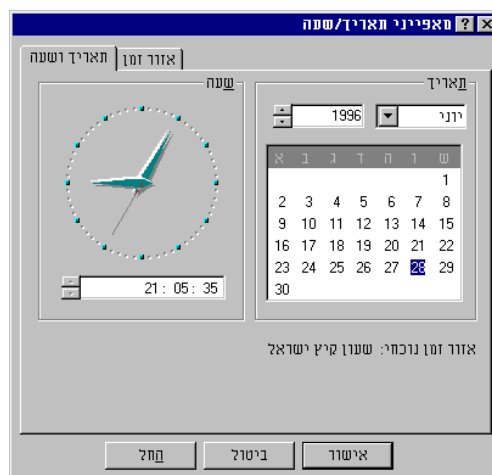 מאפייני תאריך/שעה
תאריך ושעה
אזור זמן
תאריך
יוני
1996
א ב ג ד ה ו ש
1
2 3 4 5 6 7 8
9 10 11 12 13 14 15
16 17 18 19 20 21 22
23 24 25 26 27 28 29
30
שעה
21: 05: 35
אזור זמן נוכחי: שעון קיץ ישראל
אישור
ביטול
החל